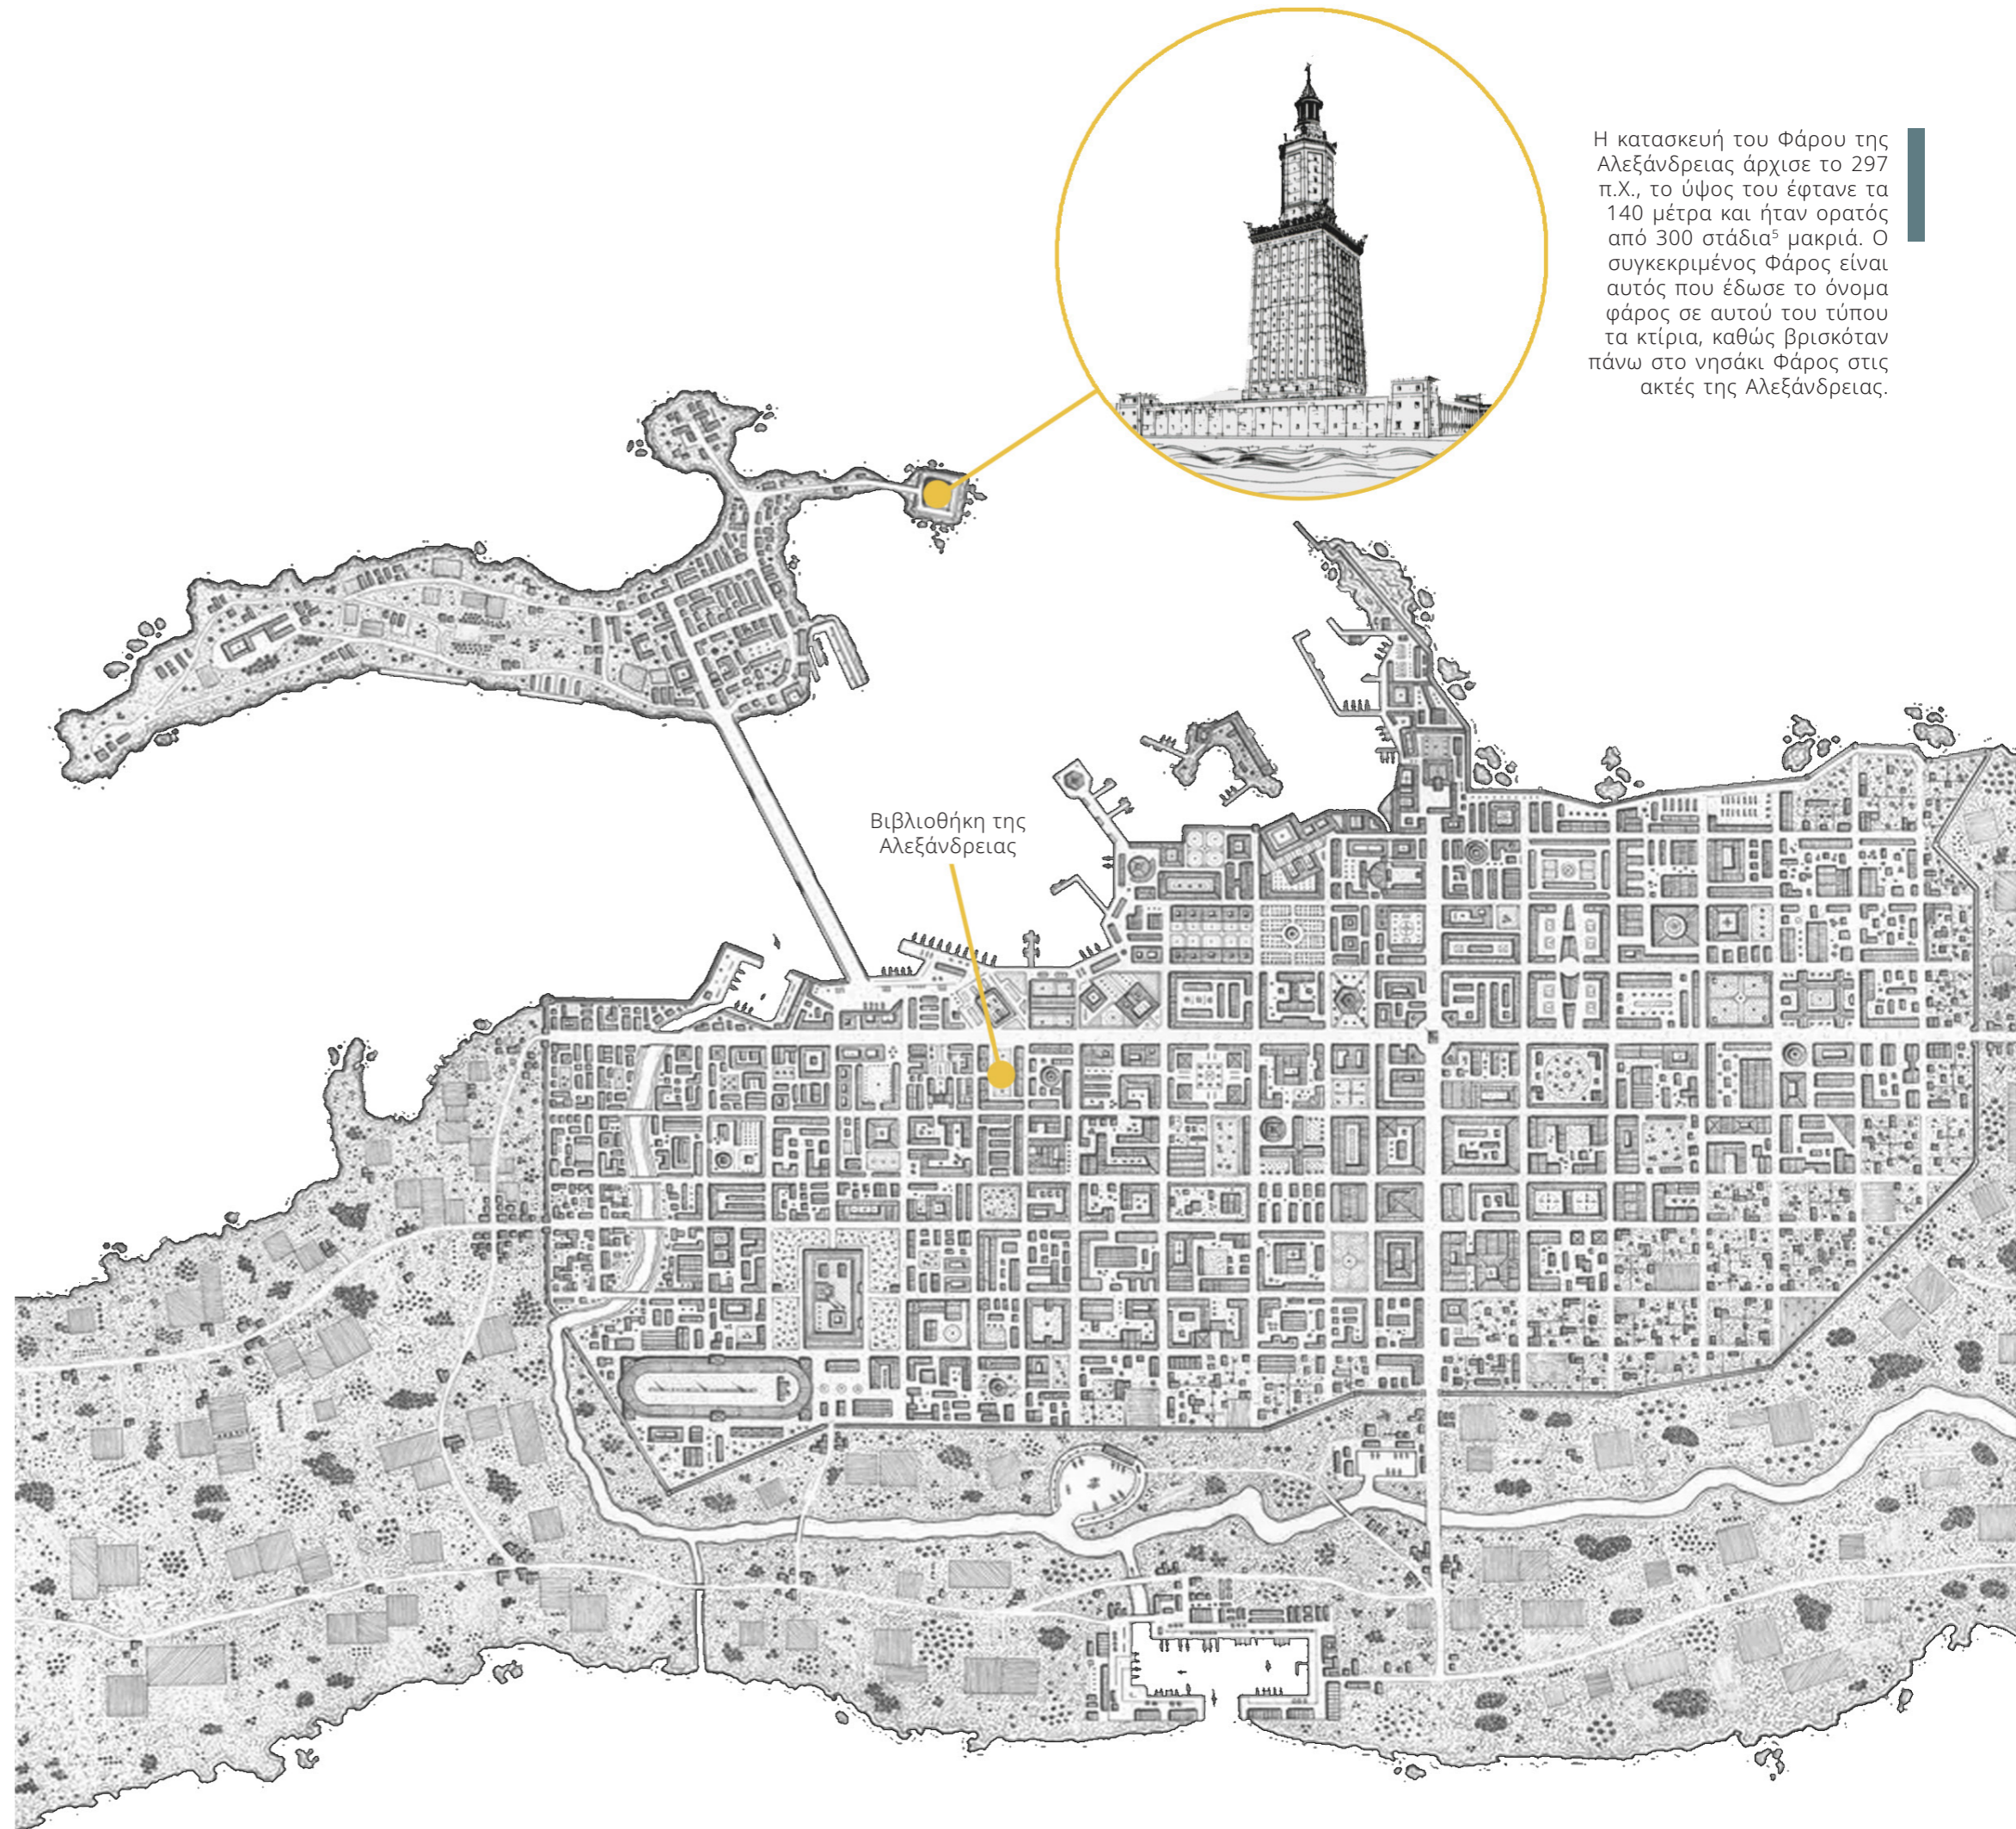 Η κατασκευή του Φάρου της
Αλεξάνδρειας άρχισε το 297
π.Χ., το ύψος του έφτανε τα
140 μέτρα και ήταν ορατός
από 300 στάδια⁵ μακριά. Ο
συγκεκριμένος Φάρος είναι
αυτός που έδωσε το όνομα
φάρος σε αυτού του τύπου
τα κτίρια, καθώς βρισκόταν
πάνω στο νησάκι Φάρος στις
ακτές της Αλεξάνδρειας.
Βιβλιοθήκη της
Αλεξάνδρειας